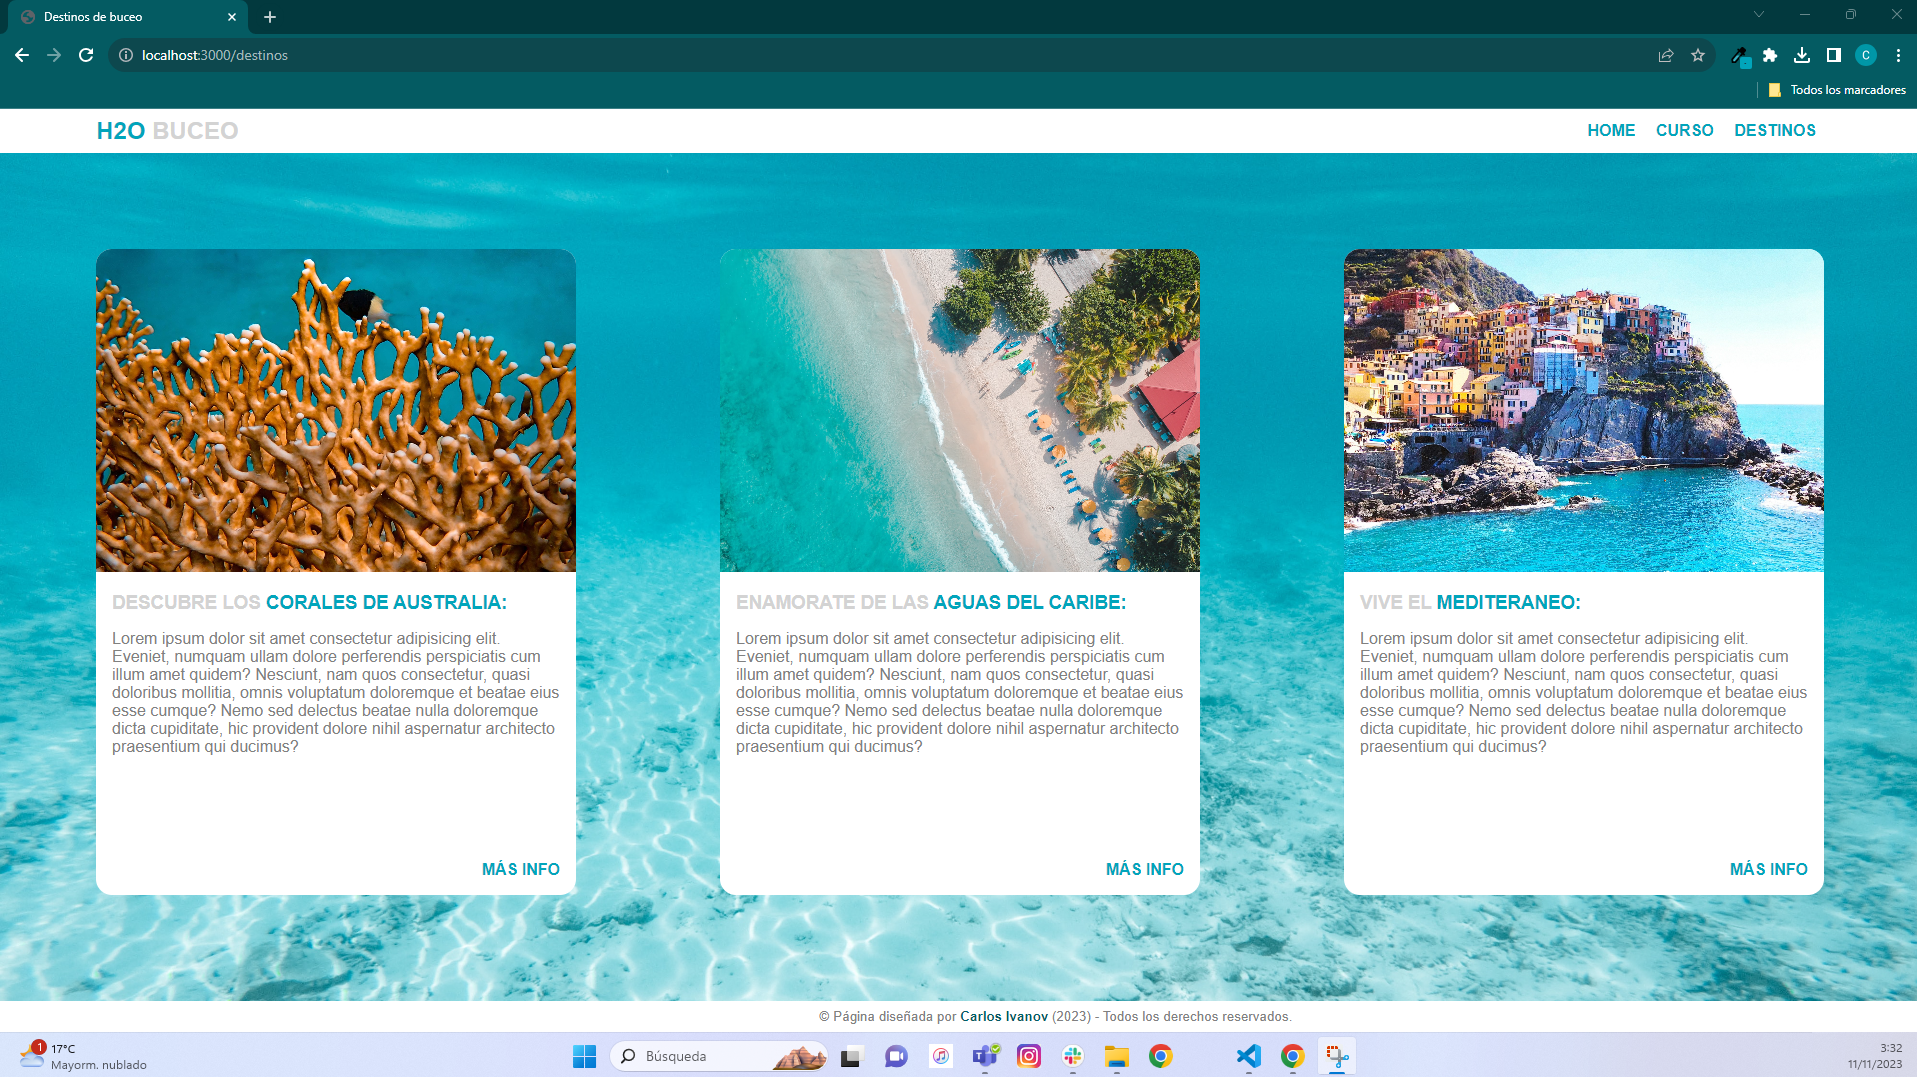 Destinos de buceo
localhost:3000/destinos
C
Todos los marcadores
H2O BUCEO
HOME CURSO DESTINOS
DESCUBRE LOS CORALES DE AUSTRALIA:
Lorem ipsum dolor sit amet consectetur adipisicing elit.
Eveniet, numquam ullam dolore perferendis perspiciatis cum
illum amet quidem? Nesciunt, nam quos consectetur, quasi
doloribus mollitia, omnis voluptatum doloremque et beatae eius
esse cumque? Nemo sed delectus beatae nulla doloremque
dicta cupiditate, hic provident dolore nihil aspernatur architecto
praesentium qui ducimus?
MÁS INFO
ENAMORATE DE LAS AGUAS DEL CARIBE:
Lorem ipsum dolor sit amet consectetur adipisicing elit.
Eveniet, numquam ullam dolore perferendis perspiciatis cum
illum amet quidem? Nesciunt, nam quos consectetur, quasi
doloribus mollitia, omnis voluptatum doloremque et beatae eius
esse cumque? Nemo sed delectus beatae nulla doloremque
dicta cupiditate, hic provident dolore nihil aspernatur architecto
praesentium qui ducimus?
MÁS INFO
VIVE EL MEDITERANEO:
Lorem ipsum dolor sit amet consectetur adipisicing elit.
Eveniet, numquam ullam dolore perferendis perspiciatis cum
illum amet quidem? Nesciunt, nam quos consectetur, quasi
doloribus mollitia, omnis voluptatum doloremque et beatae eius
esse cumque? Nemo sed delectus beatae nulla doloremque
dicta cupiditate, hic provident dolore nihil aspernatur architecto
praesentium qui ducimus?
MÁS INFO
© Página diseñada por Carlos Ivanov (2023) - Todos los derechos reservados.
1
17°C
Mayorm. nublado
Búsqueda
3:32
11/11/2023